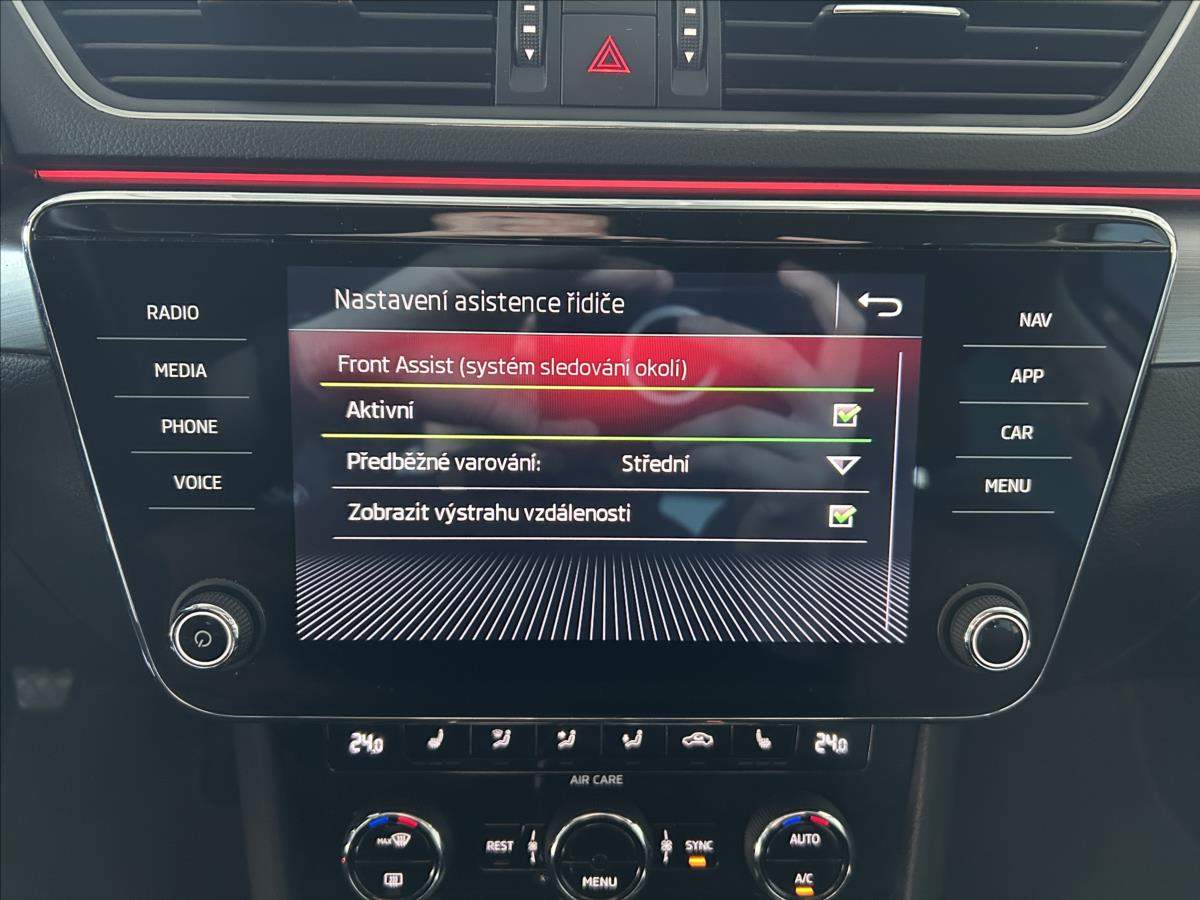 Nastavení asistence řidiče
Front Assist (systém sledování okolí)
Aktivní
Předběžné varování: Střední
Zobrazit výstrahu vzdálenosti
RADIO
MEDIA
PHONE
VOICE
NAV
APP
CAR
MENU
24.0 24.0
AIR CARE
MAX
REST
SYNC
AUTO
MENU
A/C